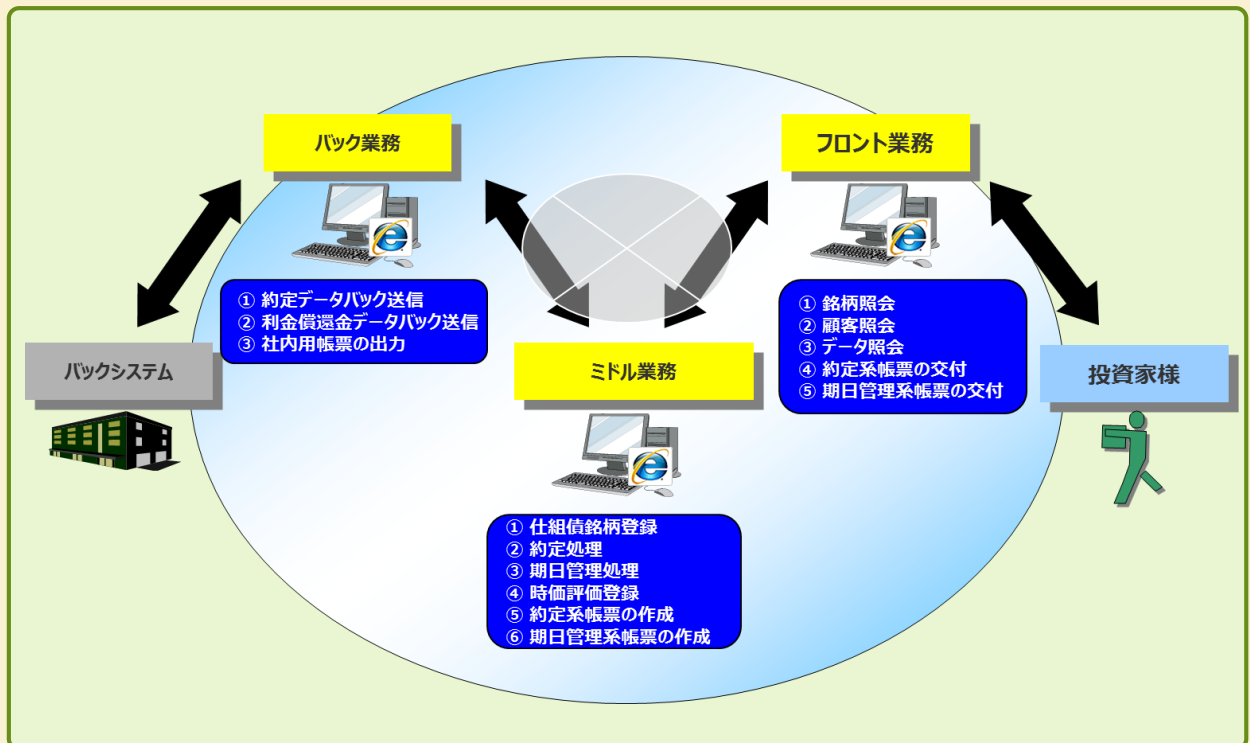 バック業務
フロント業務
① 約定データバック送信
② 利金償還金データバック送信
③ 社内用帳票の出力
① 銘柄照会
② 顧客照会
③ データ照会
④ 約定系帳票の交付
⑤ 期日管理系帳票の交付
バックシステム
ミドル業務
投資家様
① 仕組債銘柄登録
② 約定処理
③ 期日管理処理
④ 時価評価登録
⑤ 約定系帳票の作成
⑥ 期日管理系帳票の作成